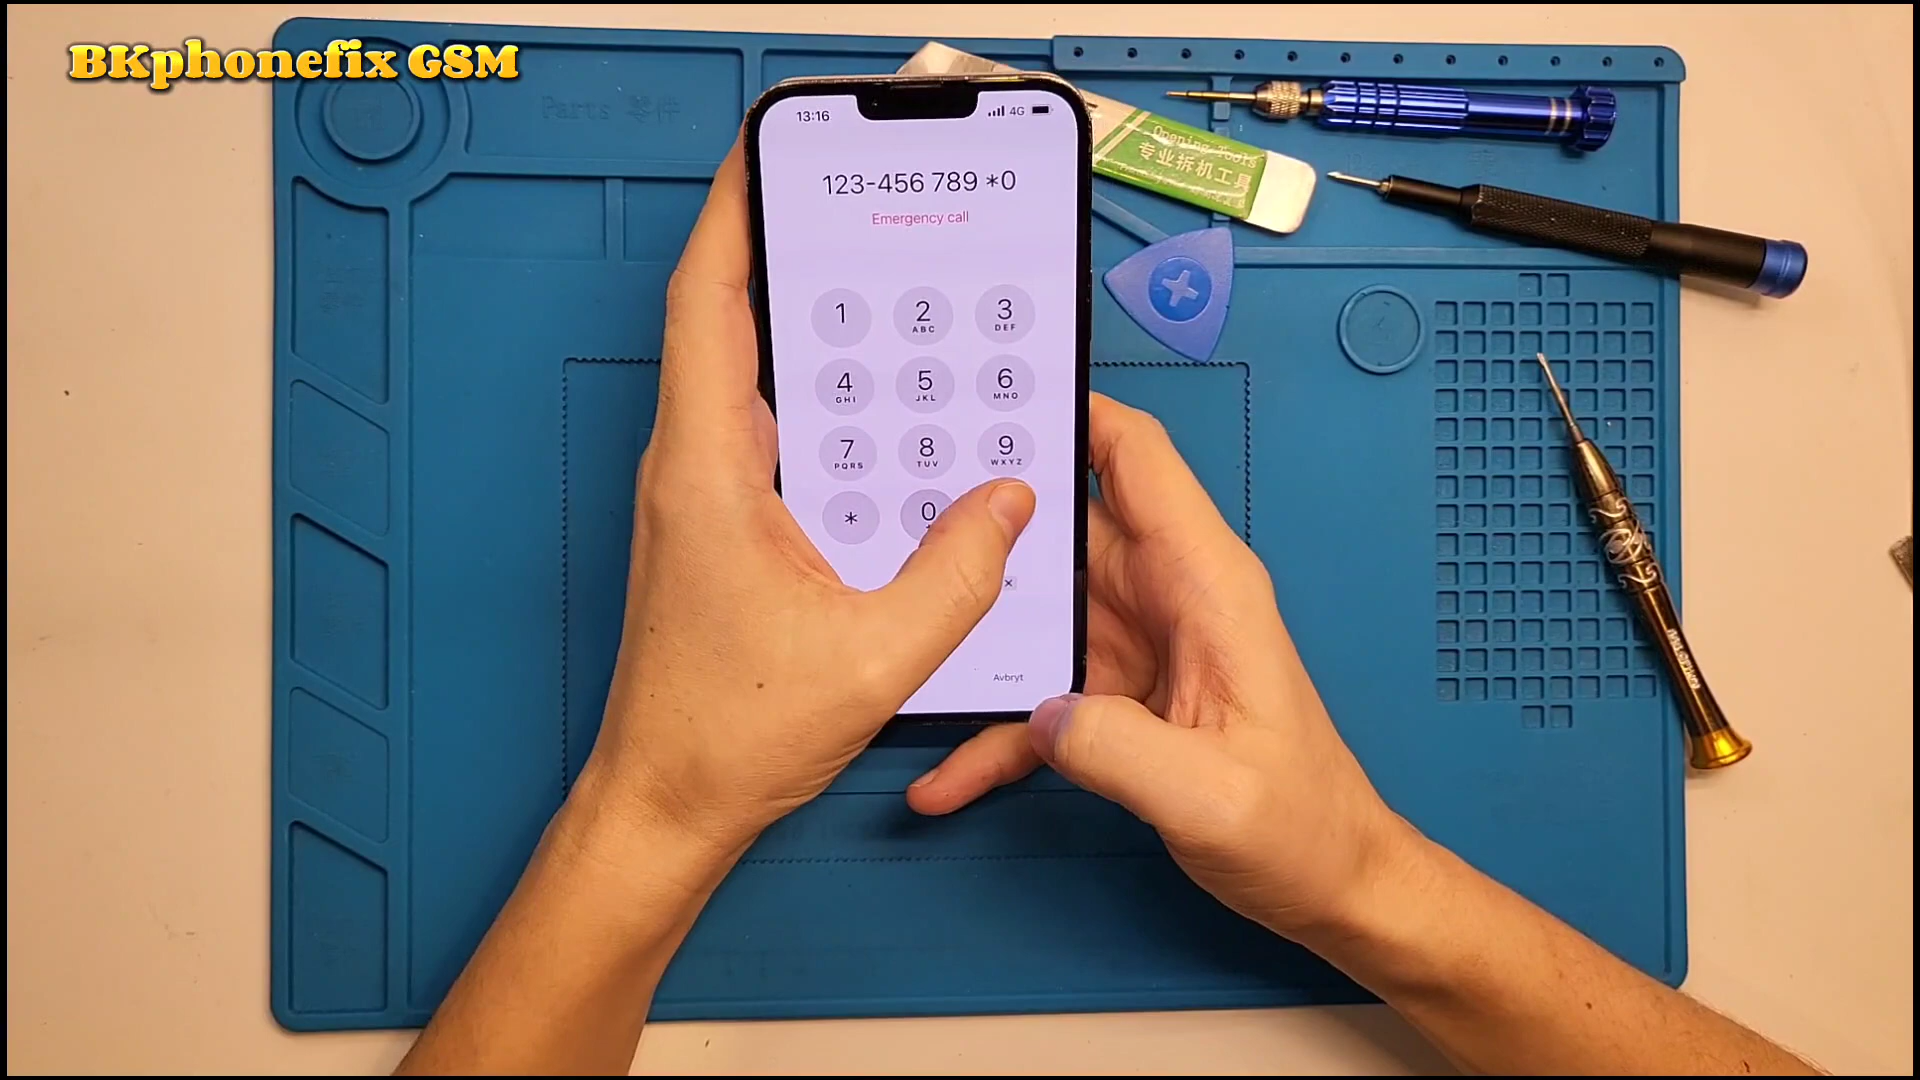 BKphonefix GSM
Parts 零件
13:16
4G
123-456 789 *0
Emergency call
Opening Tools
专业拆机工具
1
2
ABC
3
DEF
4
GHI
5
JKL
6
MNO
7
PQRS
8
TUV
9
WXYZ
*
0
Avbryt